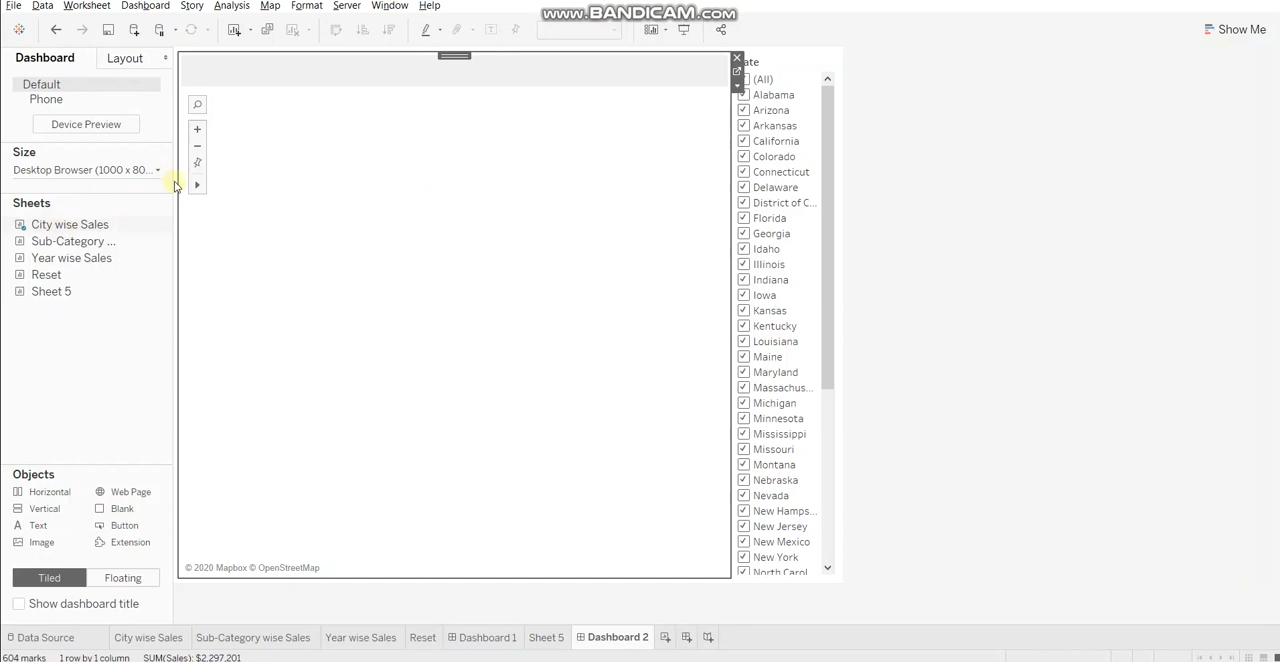 File Data Worksheet Dashboard Story Analysis Map Format Server Window Help
www.BANDICAM.com
Show Me
Dashboard Layout
Default
Phone
Device Preview
Size
Desktop Browser (1000 x 80...
Sheets
City wise Sales
Sub-Category ...
Year wise Sales
Reset
Sheet 5
Objects
Horizontal Web Page
Vertical Blank
Text Button
Image Extension
Tiled Floating
Show dashboard title
© 2020 Mapbox © OpenStreetMap
ate
(All)
Alabama
Arizona
Arkansas
California
Colorado
Connecticut
Delaware
District of C...
Florida
Georgia
Idaho
Illinois
Indiana
Iowa
Kansas
Kentucky
Louisiana
Maine
Maryland
Massachus...
Michigan
Minnesota
Mississippi
Missouri
Montana
Nebraska
Nevada
New Hamps...
New Jersey
New Mexico
New York
North Carol
Data Source City wise Sales Sub-Category wise Sales Year wise Sales Reset Dashboard 1 Sheet 5 Dashboard 2
604 marks 1 row by 1 column SUM(Sales): $2,297,201